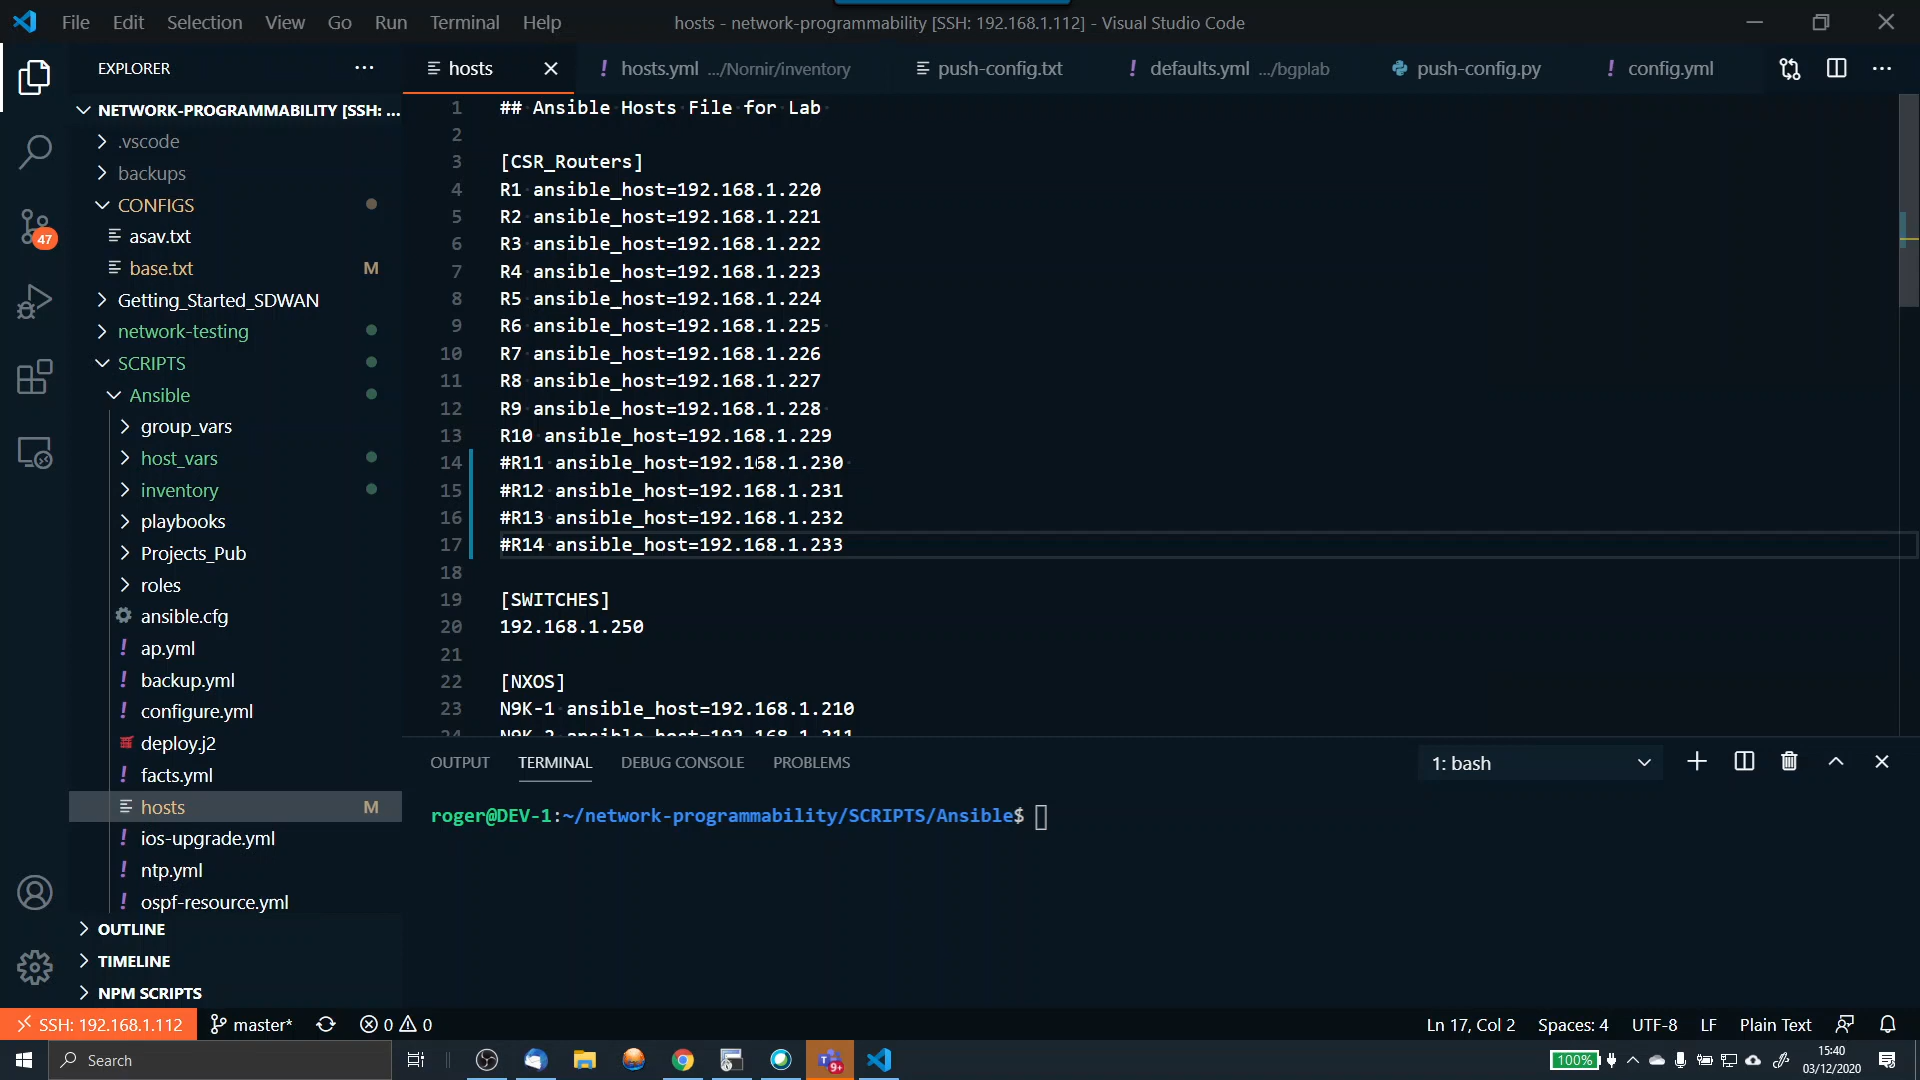 File Edit Selection View Go Run Terminal Help
hosts - network-programmability [SSH: 192.168.1.112] - Visual Studio Code
EXPLORER
hosts
hosts.yml .../Nornir/inventory
push-config.txt
defaults.yml .../bgplab
push-config.py
config.yml
NETWORK-PROGRAMMABILITY [SSH: ...
.vscode
backups
CONFIGS
asav.txt
base.txt M
Getting_Started_SDWAN
network-testing
SCRIPTS
Ansible
group_vars
host_vars
inventory
playbooks
Projects_Pub
roles
ansible.cfg
ap.yml
backup.yml
configure.yml
deploy.j2
facts.yml
hosts M
ios-upgrade.yml
ntp.yml
ospf-resource.yml
OUTLINE
TIMELINE
NPM SCRIPTS
47
1 ## Ansible Hosts File for Lab
2
3 [CSR_Routers]
4 R1 ansible_host=192.168.1.220
5 R2 ansible_host=192.168.1.221
6 R3 ansible_host=192.168.1.222
7 R4 ansible_host=192.168.1.223
8 R5 ansible_host=192.168.1.224
9 R6 ansible_host=192.168.1.225
10 R7 ansible_host=192.168.1.226
11 R8 ansible_host=192.168.1.227
12 R9 ansible_host=192.168.1.228
13 R10 ansible_host=192.168.1.229
14 #R11 ansible_host=192.168.1.230
15 #R12 ansible_host=192.168.1.231
16 #R13 ansible_host=192.168.1.232
17 #R14 ansible_host=192.168.1.233
18
19 [SWITCHES]
20 192.168.1.250
21
22 [NXOS]
23 N9K-1 ansible_host=192.168.1.210
24 N9K-2 ansible_host=192.168.1.211
OUTPUT TERMINAL DEBUG CONSOLE PROBLEMS
1: bash
roger@DEV-1:~/network-programmability/SCRIPTS/Ansible$
SSH: 192.168.1.112 master* 0 0
Ln 17, Col 2 Spaces: 4 UTF-8 LF Plain Text
Search
9+
100%
15:40
03/12/2020